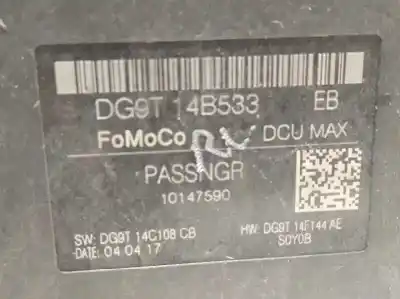 DG9T 14B533 EB
FoMoCo DCU MAX
PASSNGR
10147590
SW: DG9T 14C108 CB
DATE: 04 04 17
HW: DG9T 14F144 AE
S0Y0B